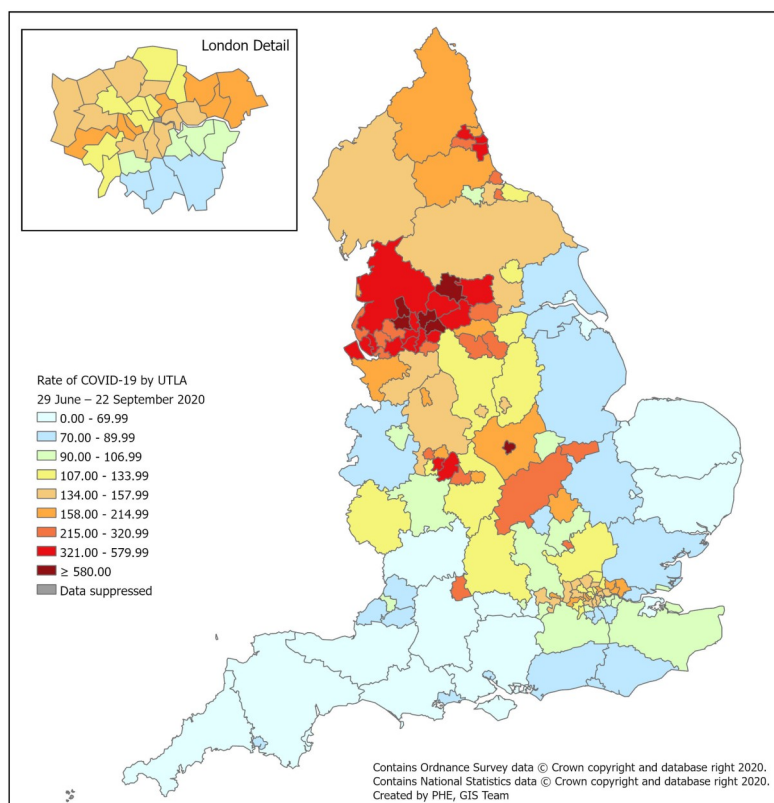 London Detail
Rate of COVID-19 by UTLA
29 June – 22 September 2020
0.00 - 69.99
70.00 - 89.99
90.00 - 106.99
107.00 - 133.99
134.00 - 157.99
158.00 - 214.99
215.00 - 320.99
321.00 - 579.99
≥ 580.00
Data suppressed
Contains Ordnance Survey data © Crown copyright and database right 2020.
Contains National Statistics data © Crown copyright and database right 2020.
Created by PHE, GIS Team